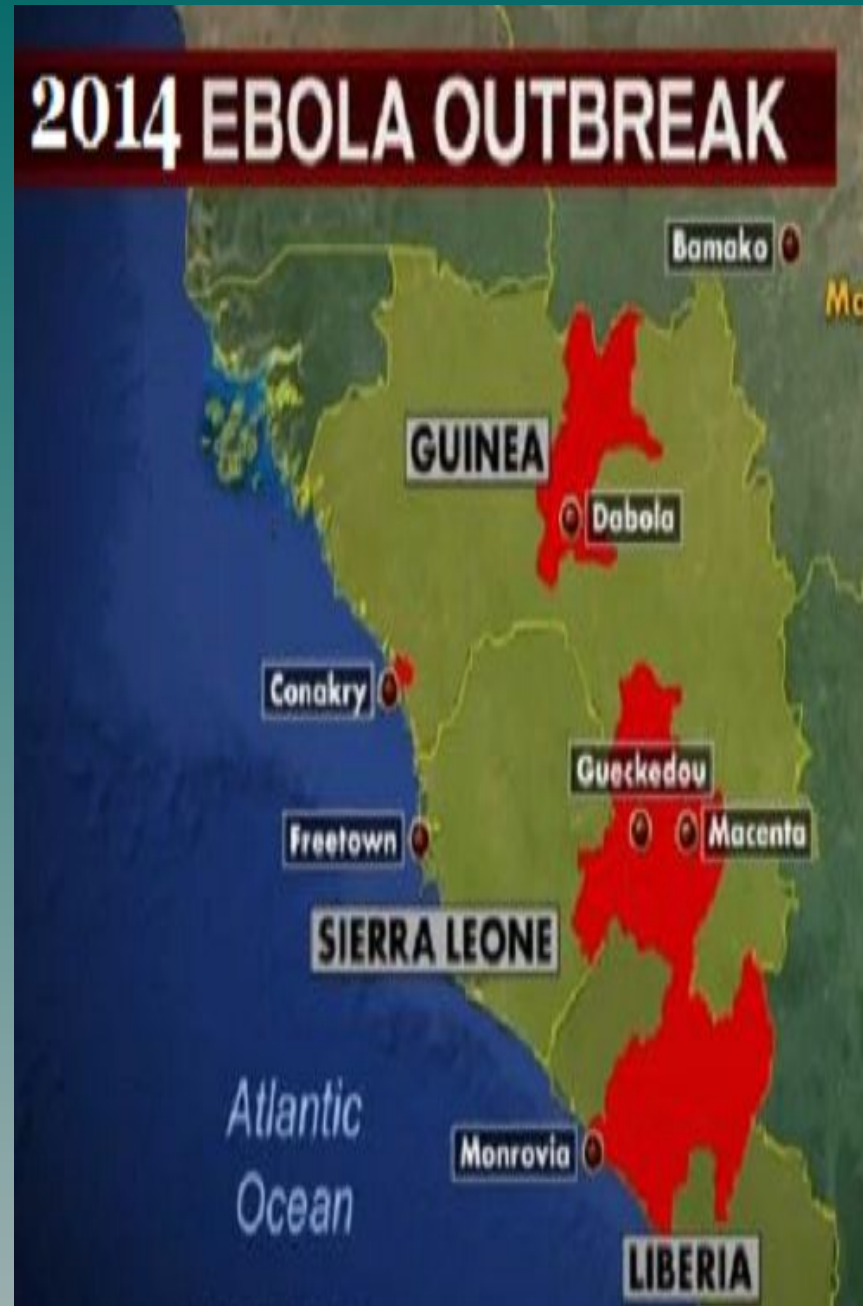 2014 EBOLA OUTBREAK
Bamako
GUINEA
Dabola
Conakry
Gueckedou
Freetown
Macenta
SIERRA LEONE
Atlantic
Ocean
Monrovia
LIBERIA